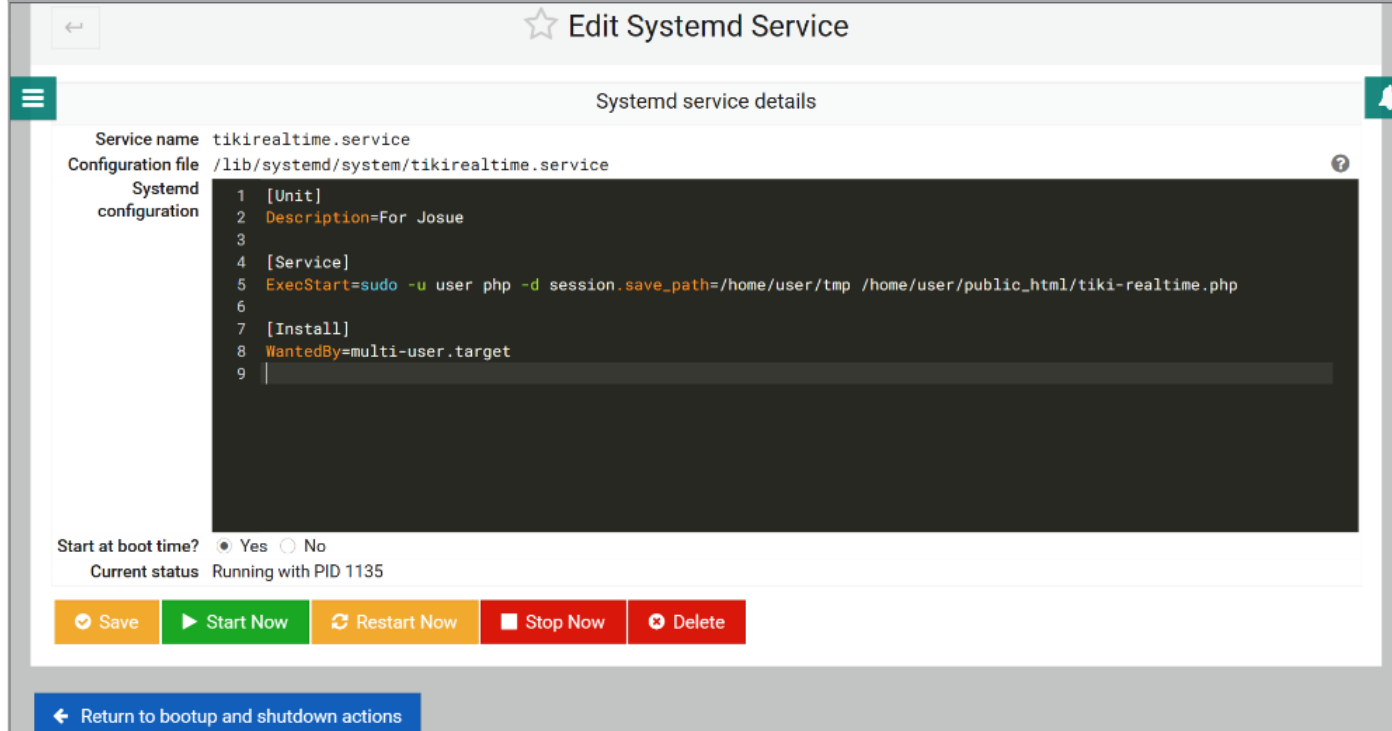 Edit Systemd Service
Systemd service details
Service name tikirealtime.service
Configuration file /lib/systemd/system/tikirealtime.service
Systemd configuration
1 [Unit]
2 Description=For Josue
3
4 [Service]
5 ExecStart=sudo -u user php -d session.save_path=/home/user/tmp /home/user/public_html/tiki-realtime.php
6
7 [Install]
8 WantedBy=multi-user.target
9
Start at boot time? Yes No
Current status Running with PID 1135
Save Start Now Restart Now Stop Now Delete
Return to bootup and shutdown actions